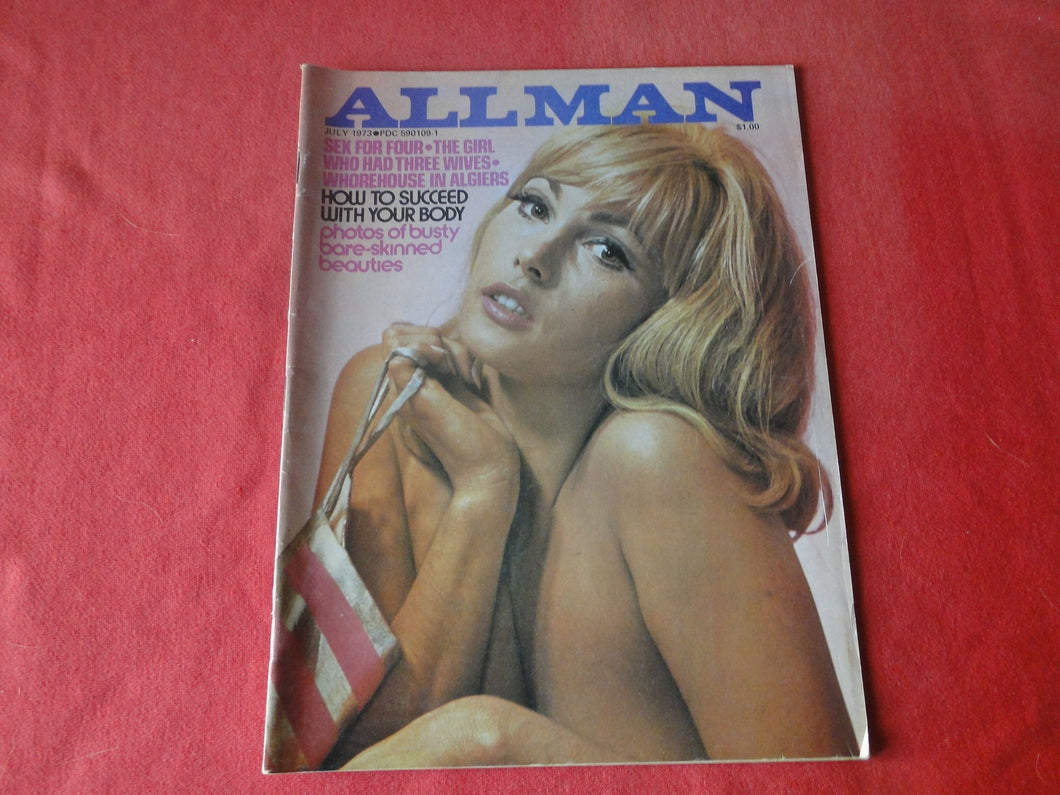 ALLMAN
JULY 1973●PDC 590109-1
$1.00
SEX FOR FOUR•THE GIRL
WHO HAD THREE WIVES•
WHOREHOUSE IN ALGIERS
HOW TO SUCCEED
WITH YOUR BODY
photos of busty
bare-skinned
beauties